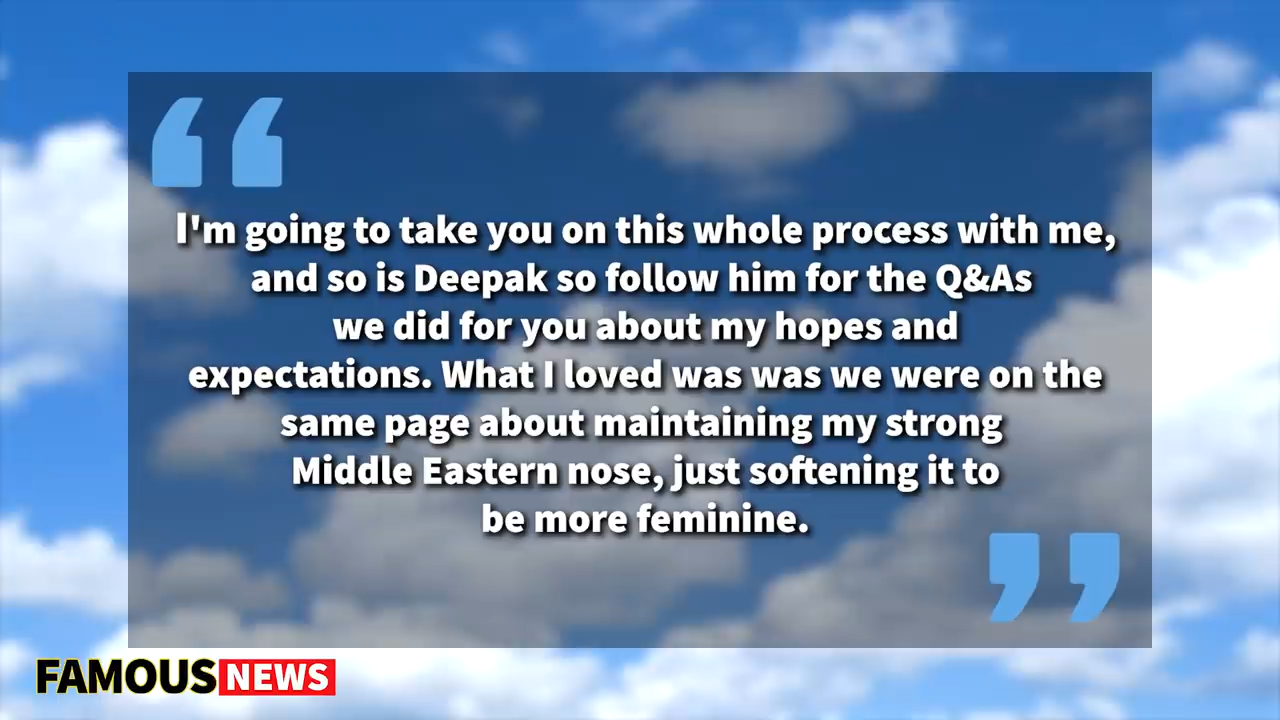 I'm going to take you on this whole process with me,
and so is Deepak so follow him for the Q&As
we did for you about my hopes and
expectations. What I loved was was we were on the
same page about maintaining my strong
Middle Eastern nose, just softening it to
be more feminine.
FAMOUS NEWS